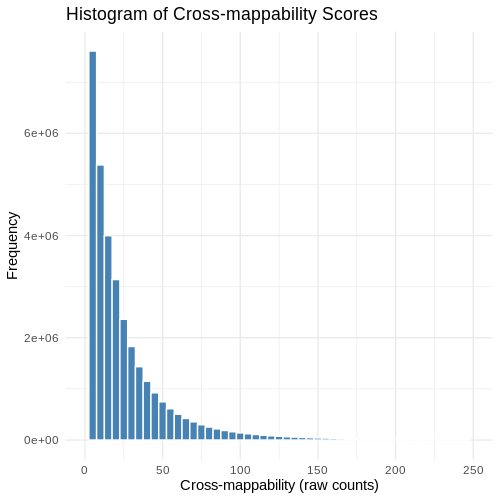 Histogram of Cross-mappability Scores
Frequency
6e+06
4e+06
2e+06
0e+00
0 50 100 150 200 250
Cross-mappability (raw counts)